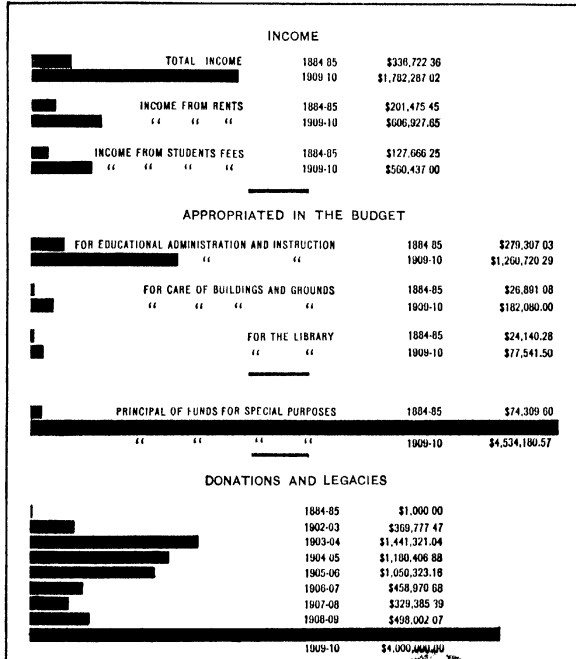 INCOME
TOTAL INCOME 1884 85 $336,722 36
1909 10 $1,782,287 02
INCOME FROM RENTS 1884-85 $201,475 45
“ “ “ 1909-10 $606,927.65
INCOME FROM STUDENTS FEES 1884-85 $127,666 25
“ “ “ “ 1909-10 $560,437 00
APPROPRIATED IN THE BUDGET
FOR EDUCATIONAL ADMINISTRATION AND INSTRUCTION 1884 85 $279,307 03
“ “ 1909-10 $1,260,720 29
FOR CARE OF BUILDINGS AND GROUNDS 1884-85 $26,891 08
“ “ “ “ 1909-10 $182,080.00
FOR THE LIBRARY 1884-85 $24,140.28
“ “ 1909-10 $77,541.50
PRINCIPAL OF FUNDS FOR SPECIAL PURPOSES 1884-85 $74,309 60
“ “ “ “ 1909-10 $4,534,180.57
DONATIONS AND LEGACIES
1884-85 $1,000 00
1902-03 $369,777 47
1903-04 $1,441,321.04
1904 05 $1,180,406 88
1905-06 $1,050,323.16
1906-07 $458,970 68
1907-08 $329,385 39
1908-09 $498,002 07
1909-10 $4,000,000.00